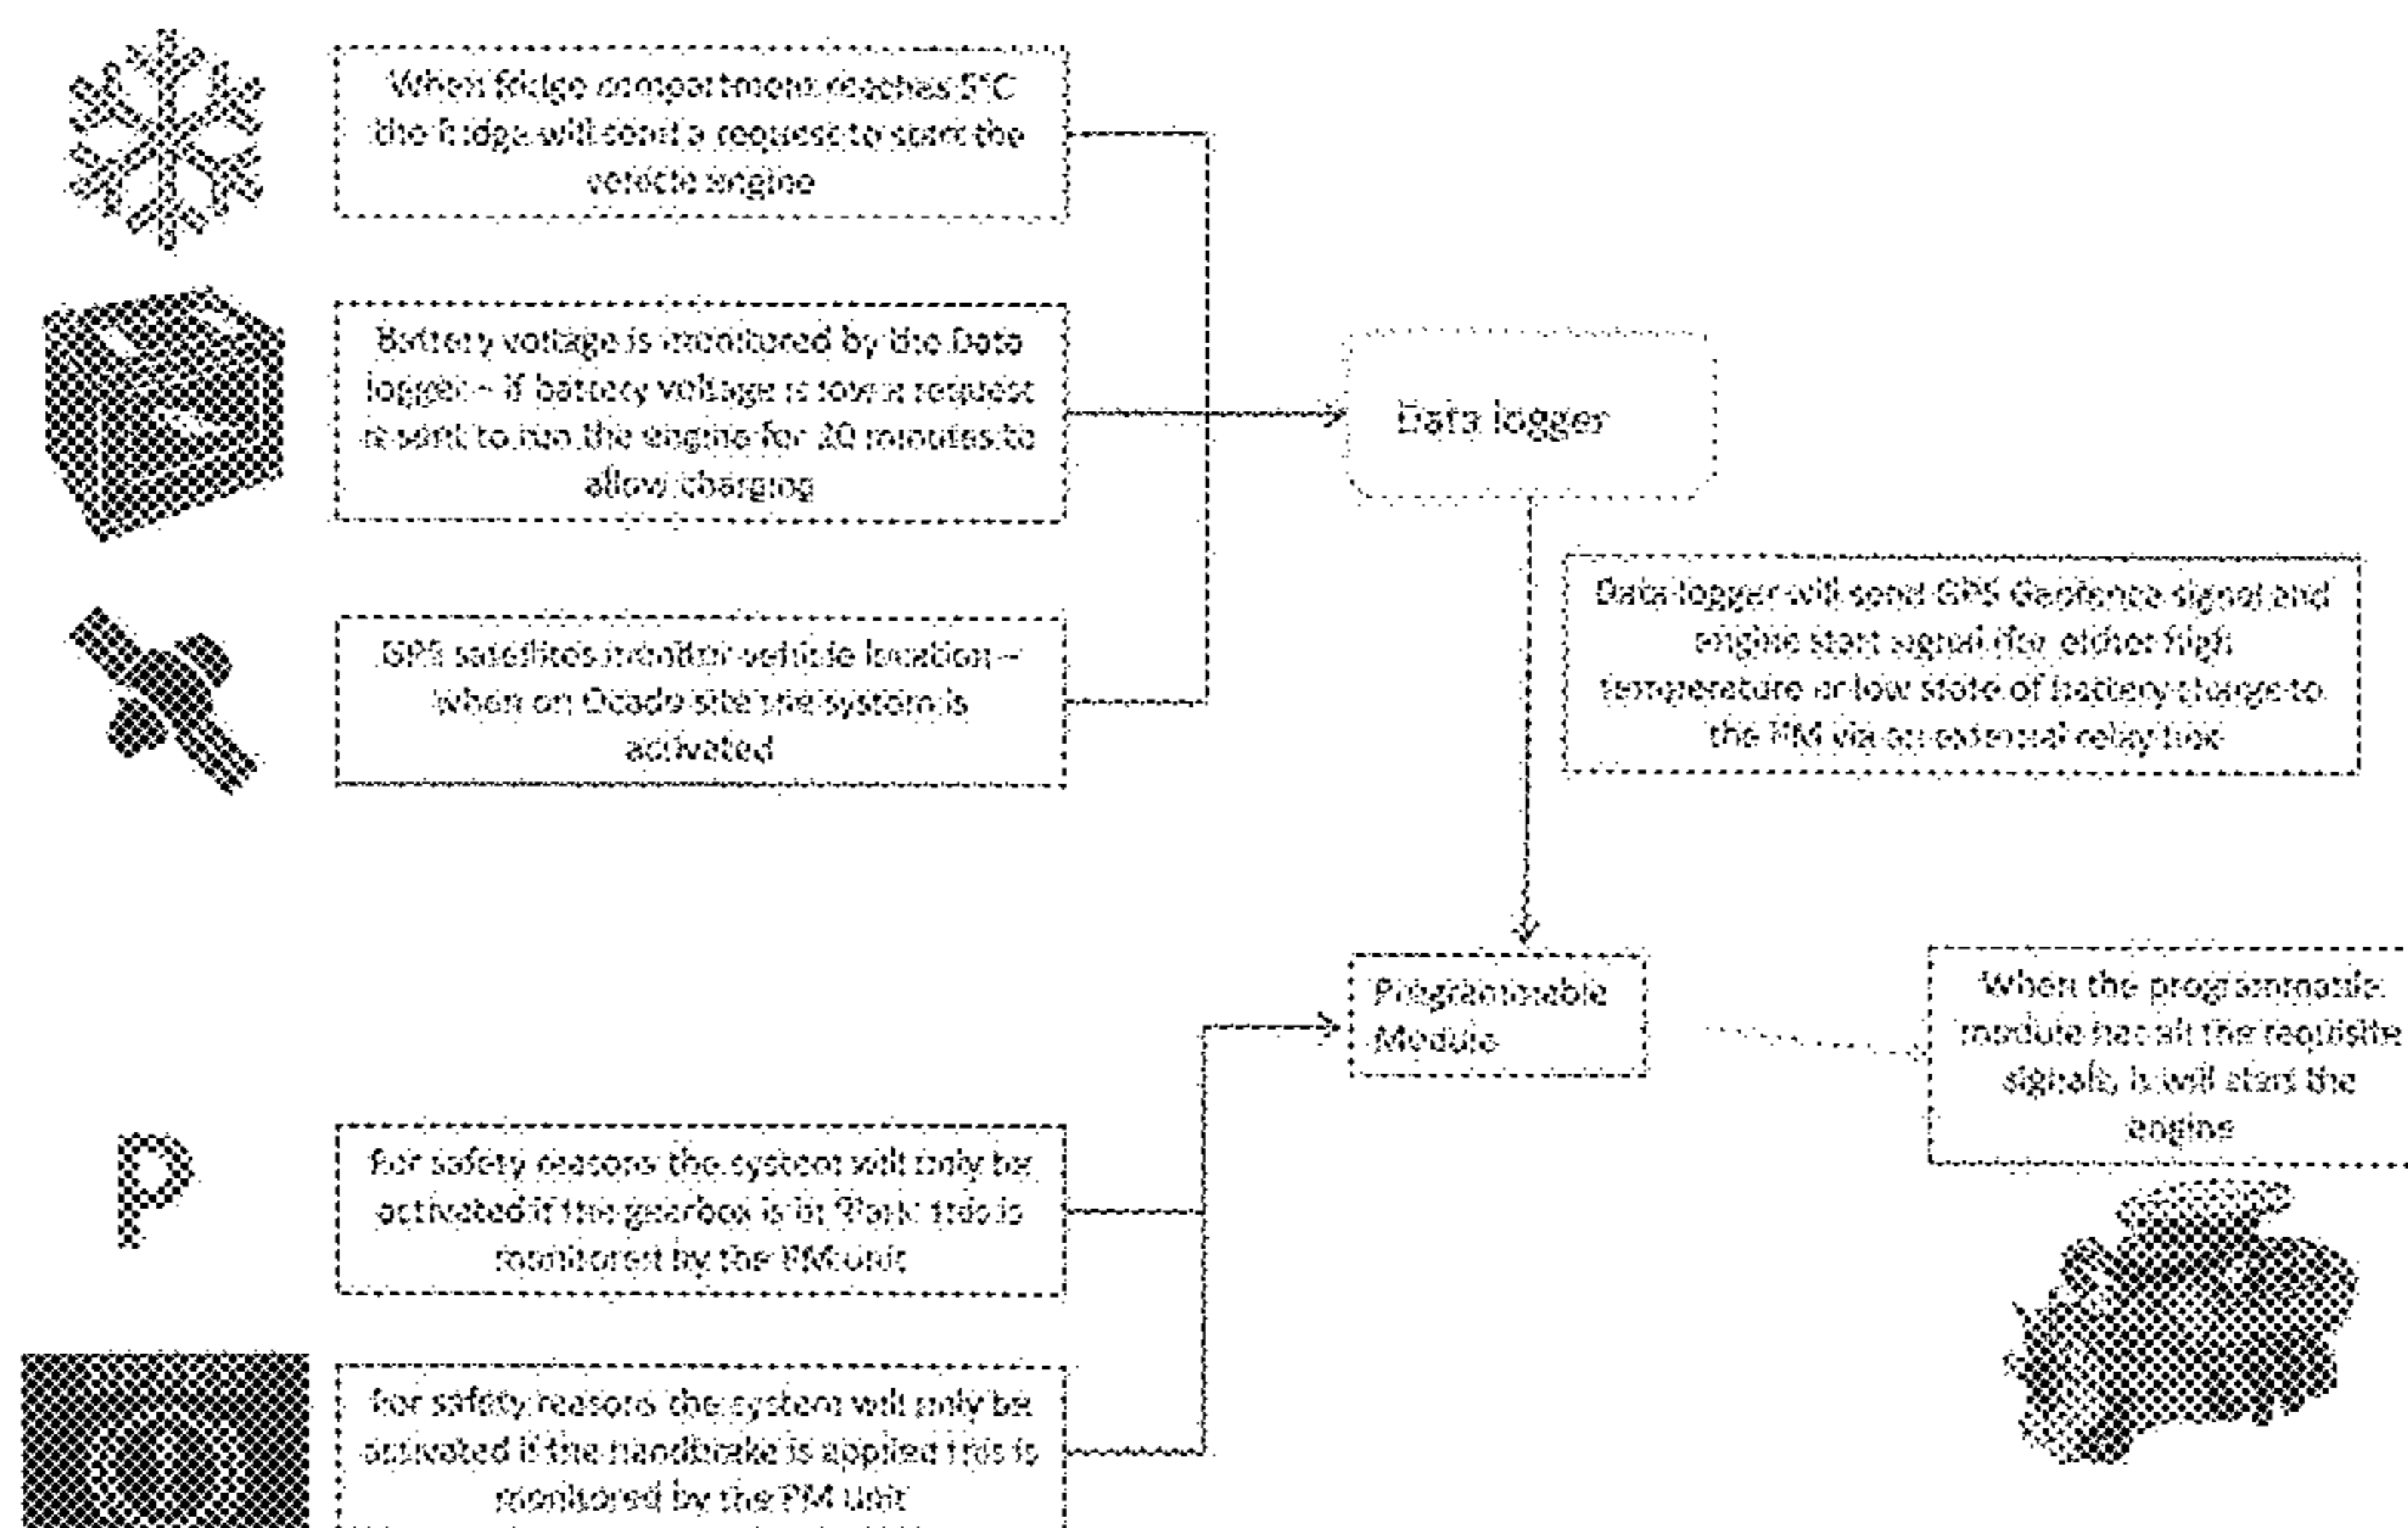 When fridge compartment reaches 5°C
the fridge will send a request to start the
vehicle engine
Battery voltage is monitored by the Data
logger – if battery voltage is low a request
is sent to run the engine for 20 minutes to
allow charging
Data logger
GPS satellites monitor vehicle location –
when on Ocado site the system is
activated
Data logger will send GPS Geofence signal and
engine start signal (for either high
temperature or low state of battery charge to
the PM via an external relay box
Programmable
Module
When the programmable
module has all the requisite
signals, it will start the
engine
P
For safety reasons the system will only be
activated if the gearbox is in 'Park' this is
monitored by the PM unit
For safety reasons the system will only be
activated if the handbrake is applied this is
monitored by the PM unit